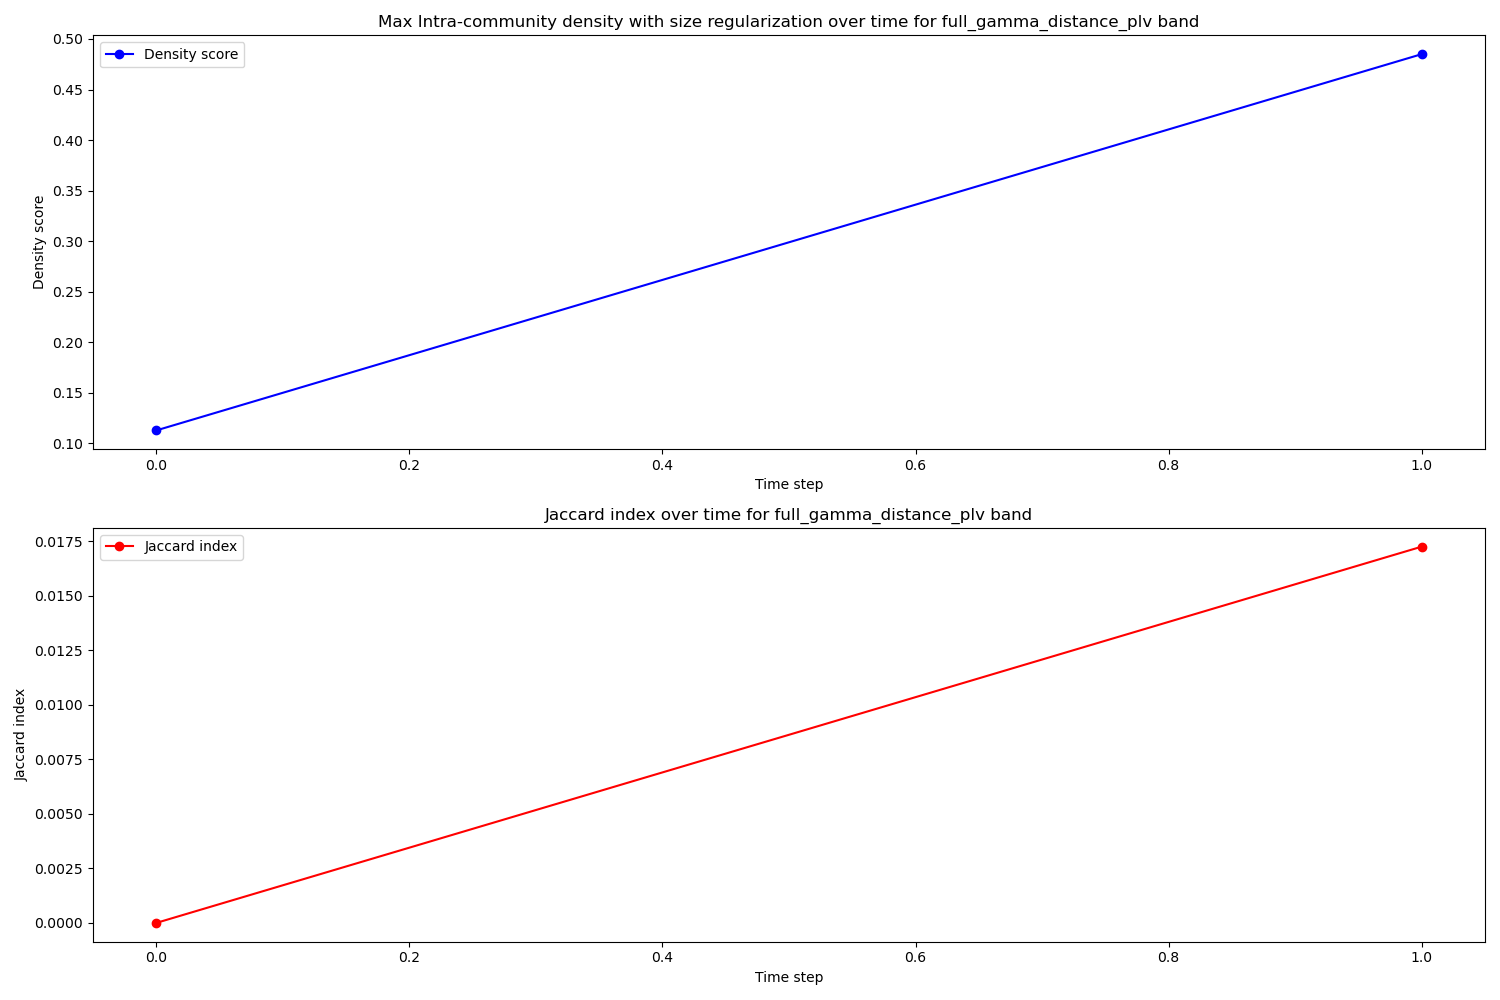 Max Intra-community density with size regularization over time for full_gamma_distance_plv band
0.50
Density score
0.45
0.40
0.35
0.30
0.25
0.20
0.15
0.10
Density score
0.0 0.2 0.4 0.6 0.8 1.0
Time step
Jaccard index over time for full_gamma_distance_plv band
0.0175
Jaccard index
0.0150
0.0125
0.0100
0.0075
0.0050
0.0025
0.0000
Jaccard index
0.0 0.2 0.4 0.6 0.8 1.0
Time step